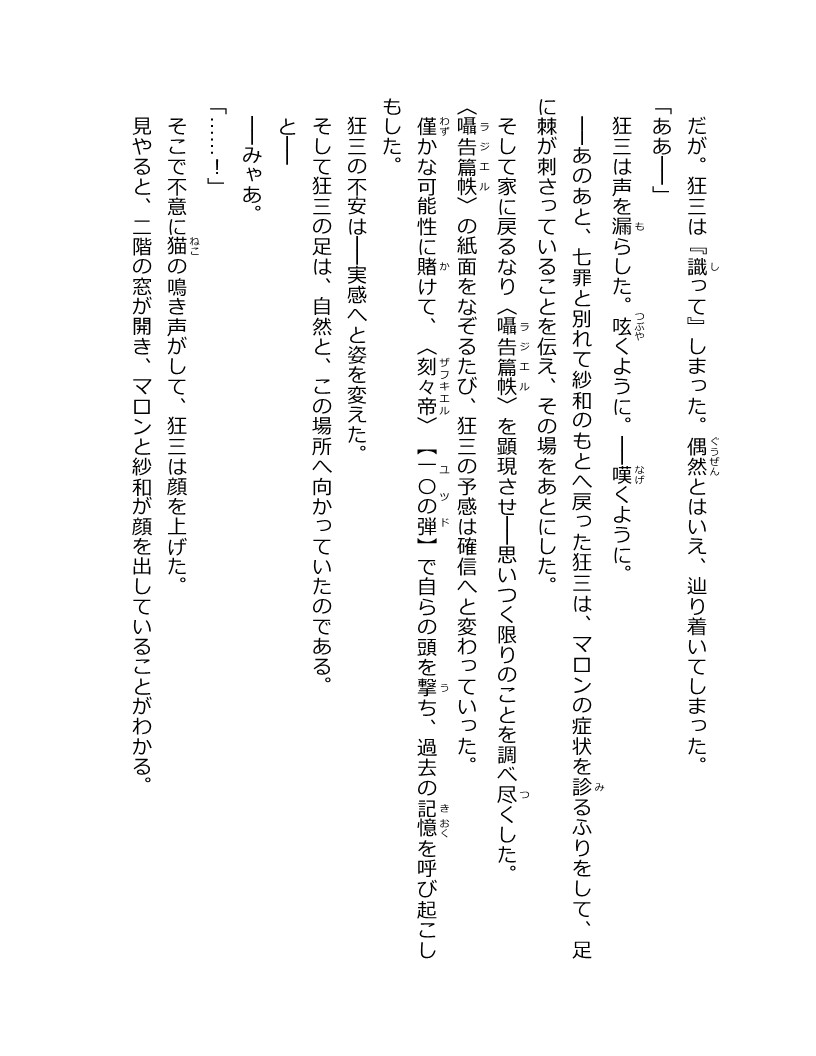 だが。狂三は『識って』しまった。偶然とはいえ、辿り着いてしまった。
「ああ――」
狂三は声を漏らした。呟くように。――嘆くように。
――あのあと、七罪と別れて紗和のもとへ戻った狂三は、マロンの症状を診るふりをして、足
に棘が刺さっていることを伝え、その場をあとにした。
そして家に戻るなり〈囁告篇帙〉を顕現させ――思いつく限りのことを調べ尽くした。
〈囁告篇帙〉の紙面をなぞるたび、狂三の予感は確信へと変わっていった。
僅かな可能性に賭けて、〈刻々帝〉【一〇の弾】で自らの頭を撃ち、過去の記憶を呼び起こし
もした。
狂三の不安は――実感へと姿を変えた。
そして狂三の足は、自然と、この場所へ向かっていたのである。
と――
――みゃあ。
「……！」
そこで不意に猫の鳴き声がして、狂三は顔を上げた。
見やると、二階の窓が開き、マロンと紗和が顔を出していることがわかる。